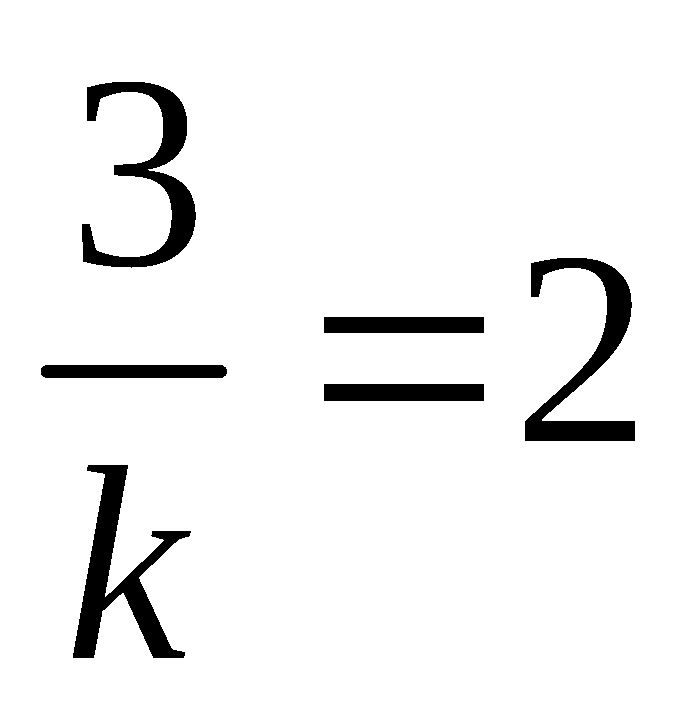 3/k = 2